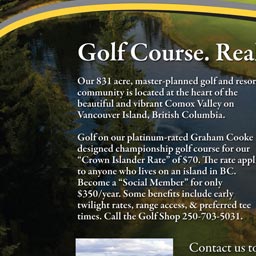 Golf Course. Real
Our 831 acre, master-planned golf and resor
community is located at the heart of the
beautiful and vibrant Comox Valley on
Vancouver Island, British Columbia.
Golf on our platinum-rated Graham Cooke
designed championship golf course for our
"Crown Islander Rate" of $70. The rate appl
to anyone who lives on an island in BC.
Become a "Social Member" for only
$350/year. Some benefits include early
twilight rates, range access, & preferred tee
times. Call the Golf Shop 250-703-5031.
Contact us to